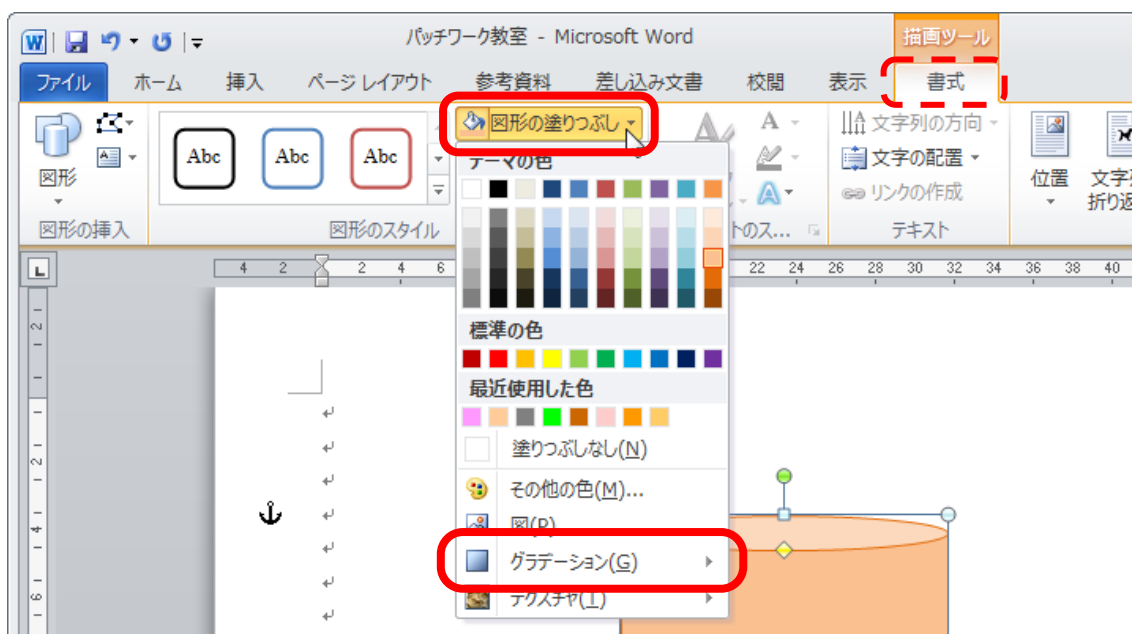 パッチワーク教室 - Microsoft Word
描画ツール
ファイル ホーム 挿入 ページ レイアウト 参考資料 差し込み文書 校閲 表示 書式
図形の塗りつぶし
A A 文字列の方向
Abc Abc Abc
文字の配置
図形 位置 文字列
A リンクの作成 折り返
図形の挿入 図形のスタイル トのス... テキスト
テーマの色
L 4 2 2 4 6 22 24 26 28 30 32 34 36 38 40
標準の色
最近使用した色
塗りつぶしなし(N)
その他の色(M)...
図(P)
グラデーション(G)
テクスチャ(T)
2
2
4
6